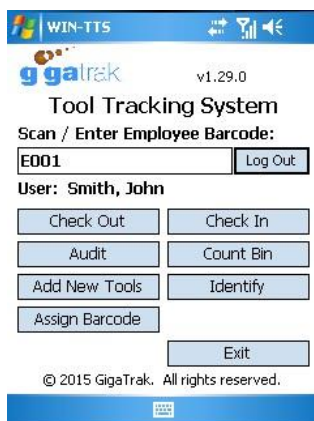 WIN-TTS
gigatrak
v1.29.0
Tool Tracking System
Scan / Enter Employee Barcode:
E001 Log Out
User: Smith, John
Check Out Check In
Audit Count Bin
Add New Tools Identify
Assign Barcode
Exit
© 2015 GigaTrak. All rights reserved.